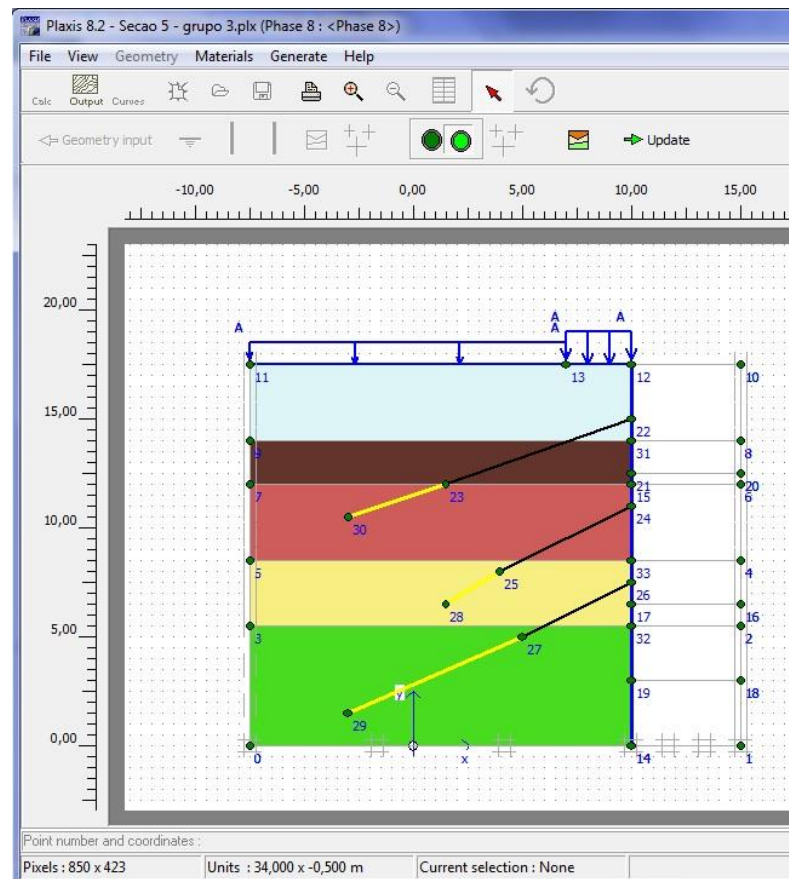 Plaxis 8.2 - Secao 5 - grupo 3.plx (Phase 8 : <Phase 8>)
File View Geometry Materials Generate Help
Calc Output Curves
Geometry input Update
-10,00 -5,00 0,00 5,00 10,00 15,00
20,00
A A A
A
11 13 12 10
15,00
22
9 31 8
7 23 21 20
15 6
10,00
30 24
5 25 33 4
26
28 17 16
5,00
3 27 32 2
y 19 18
29
0,00
0 x 14 1
Point number and coordinates :
Pixels : 850 x 423 Units : 34,000 x -0,500 m Current selection : None